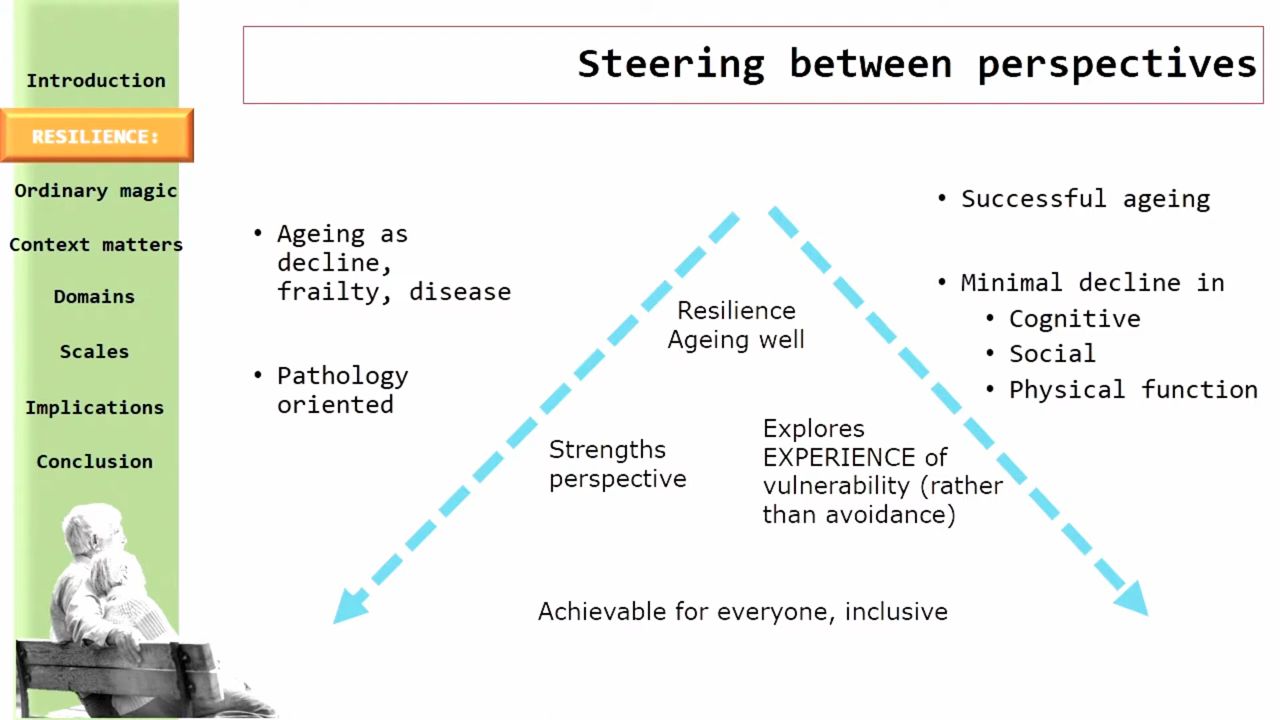 Steering between perspectives
Introduction
RESILIENCE:
Ordinary magic
Context matters
Domains
Scales
Implications
Conclusion
• Ageing as
decline,
frailty, disease
• Pathology
oriented
Resilience
Ageing well
Strengths
perspective
Explores
EXPERIENCE of
vulnerability (rather
than avoidance)
Achievable for everyone, inclusive
• Successful ageing
• Minimal decline in
• Cognitive
• Social
• Physical function